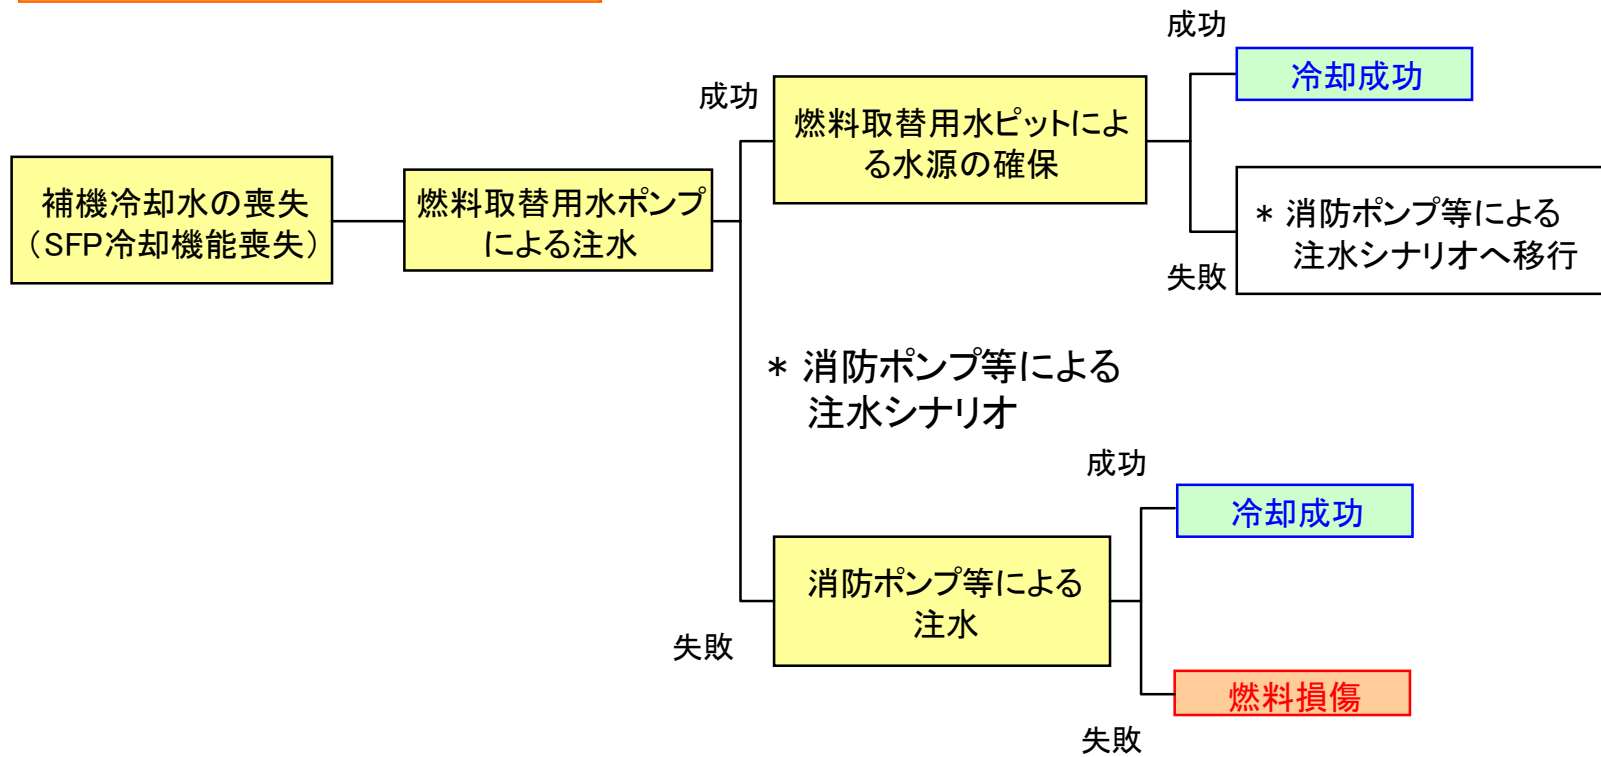 補機冷却水の喪失
（SFP冷却機能喪失）
燃料取替用水ポンプ
による注水
成功
燃料取替用水ピットによ
る水源の確保
成功
冷却成功
失敗
* 消防ポンプ等による
注水シナリオへ移行
* 消防ポンプ等による
注水シナリオ
失敗
消防ポンプ等による
注水
成功
冷却成功
失敗
燃料損傷